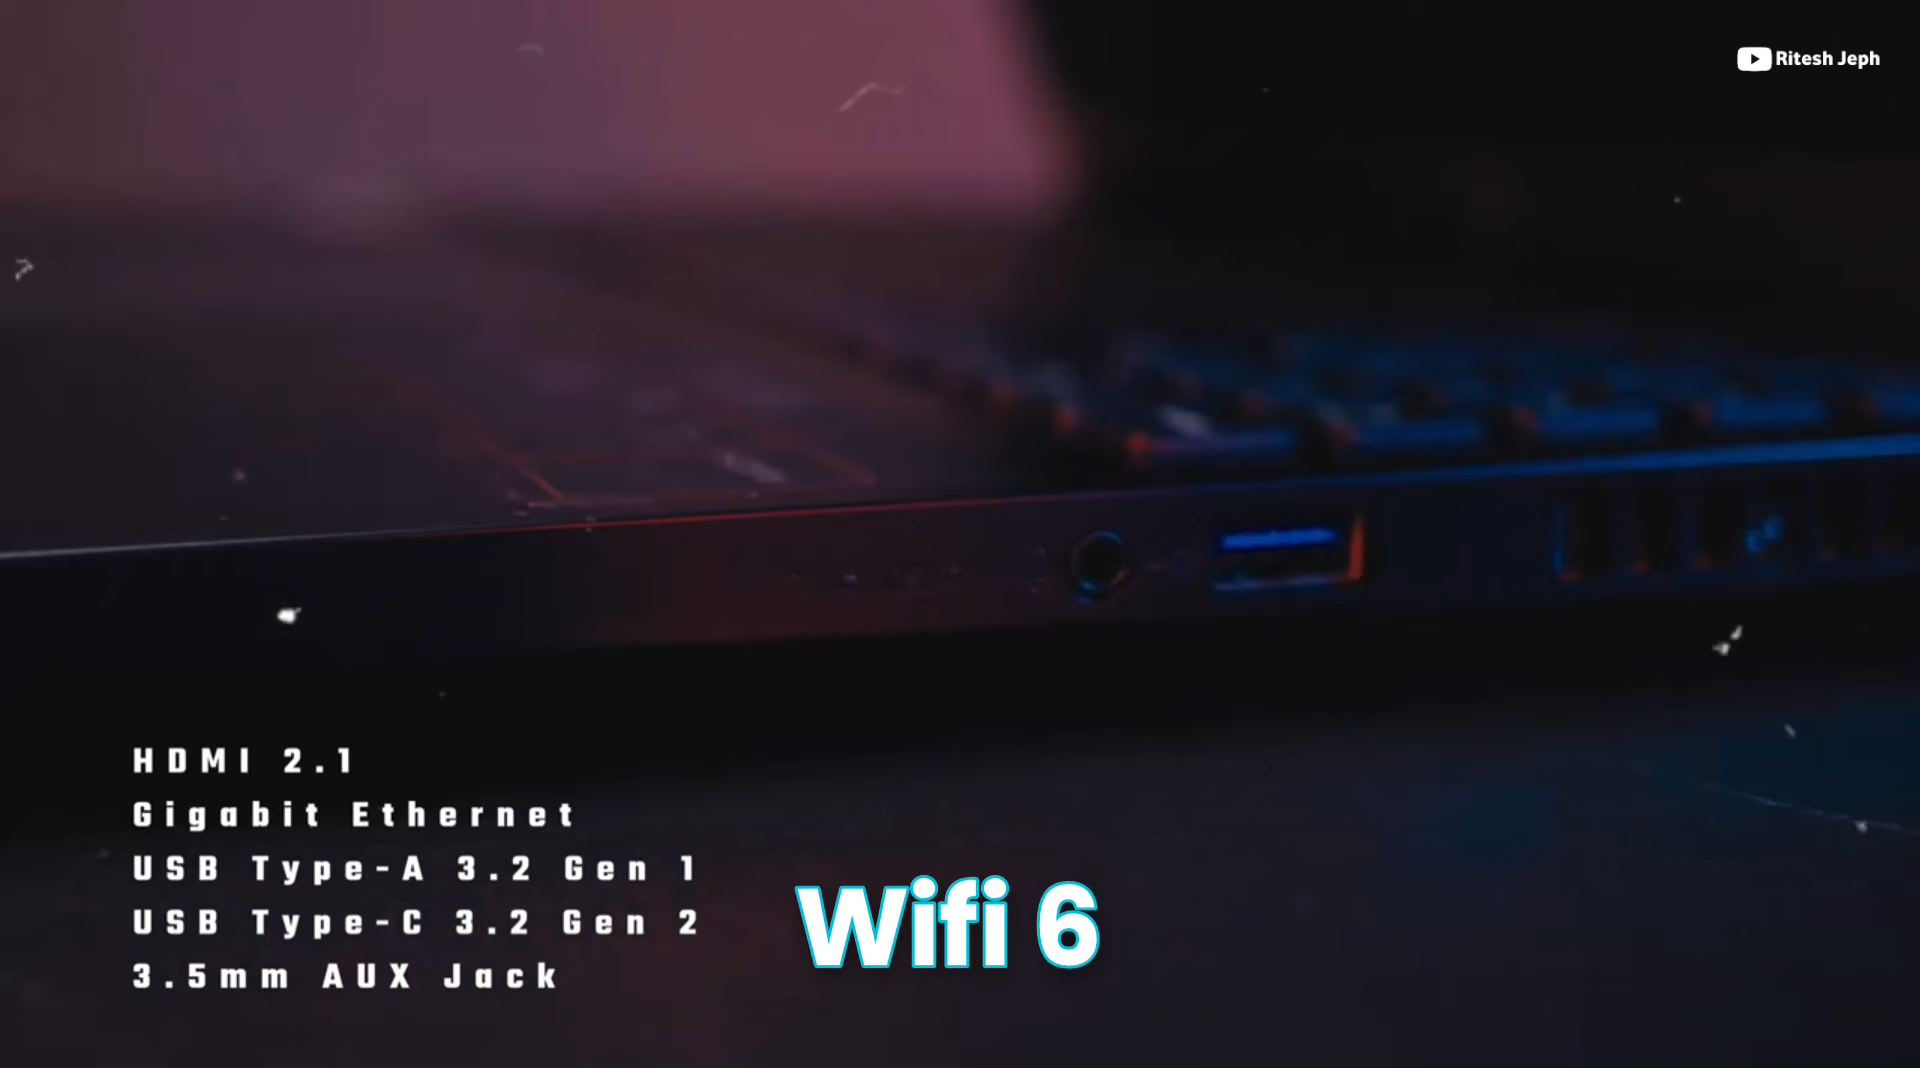 Ritesh Jeph
HDMI 2.1
Gigabit Ethernet
USB Type-A 3.2 Gen 1
USB Type-C 3.2 Gen 2
3.5mm AUX Jack
Wifi 6